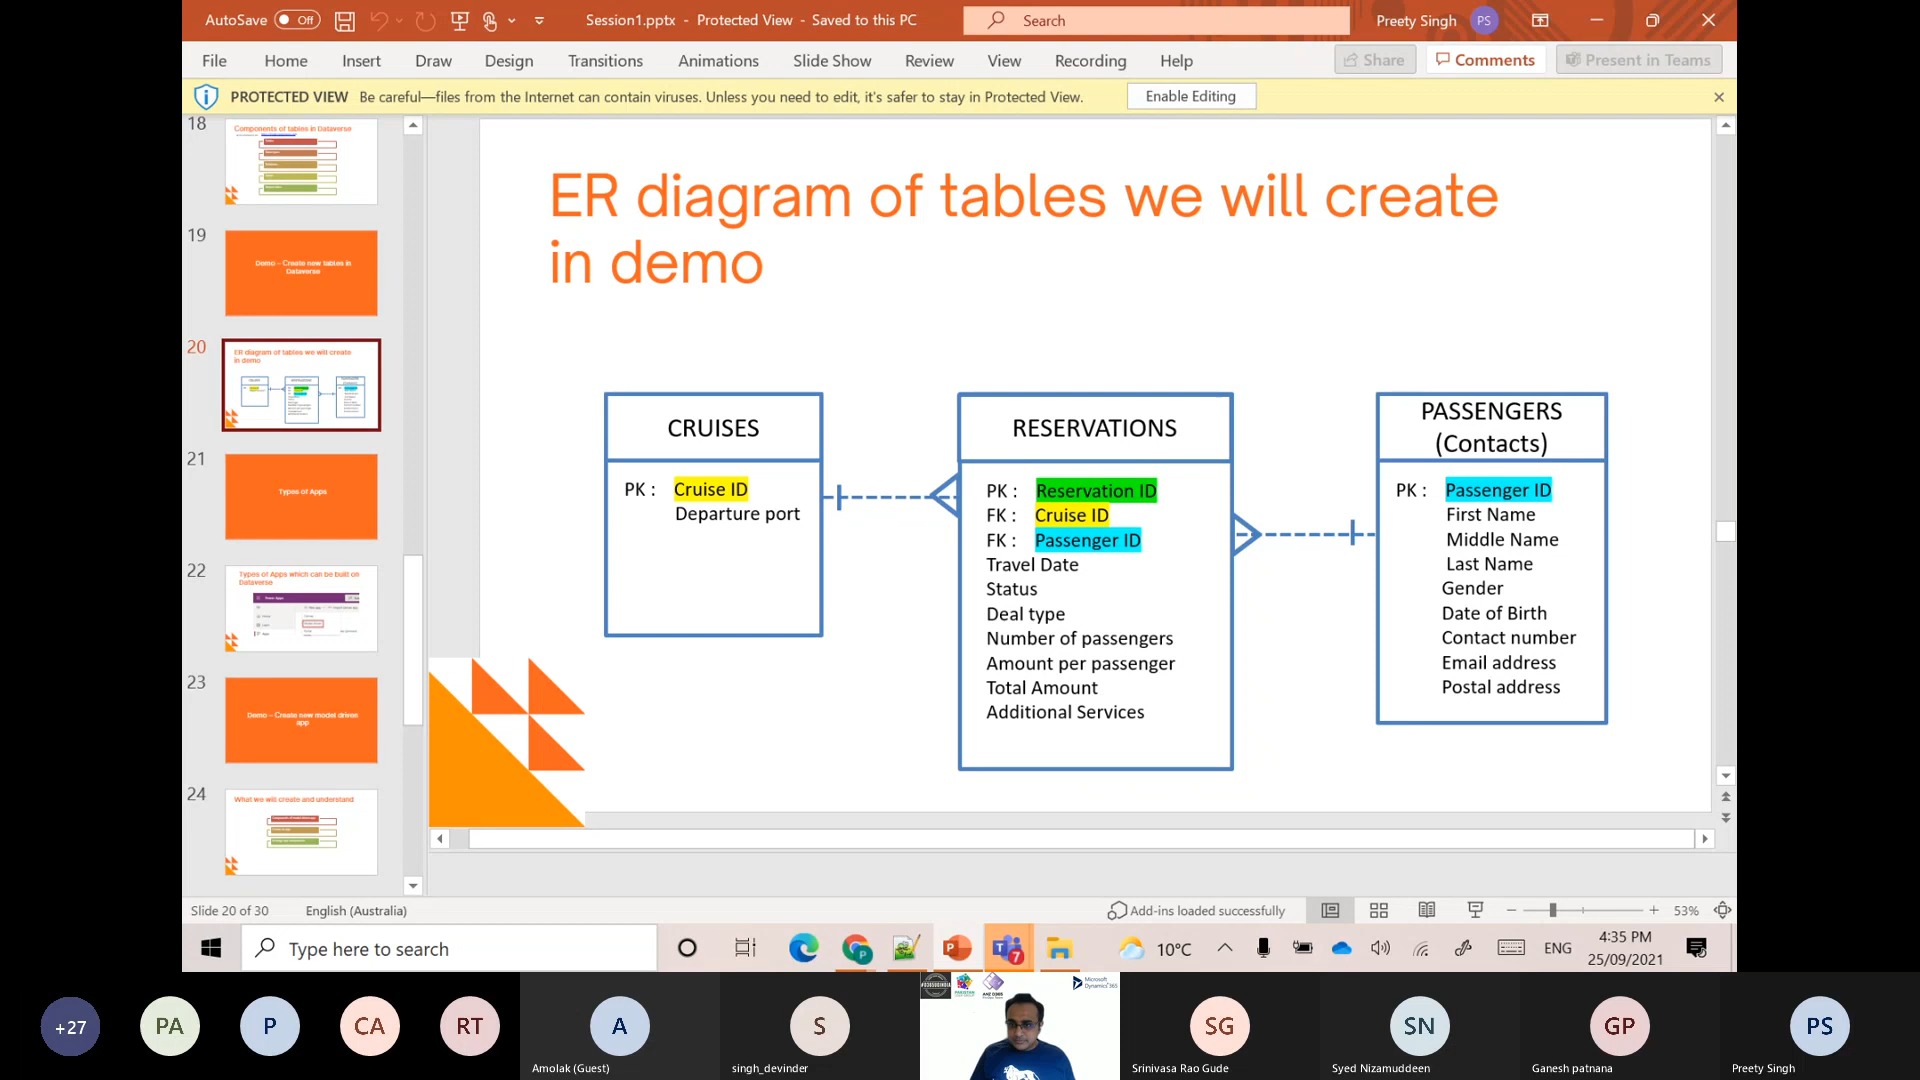 AutoSave Off
Session1.pptx - Protected View - Saved to this PC
Search
Preety Singh PS
File Home Insert Draw Design Transitions Animations Slide Show Review View Recording Help
Share Comments Present in Teams
PROTECTED VIEW Be careful—files from the Internet can contain viruses. Unless you need to edit, it's safer to stay in Protected View. Enable Editing
18
Components of tables in Dataverse
19
Demo – Create new tables in
Dataverse
20
ER diagram of tables we will create
in demo
21
Types of Apps
22
Types of Apps which can be built on
Dataverse
23
Demo – Create new model driven
app
24
What we will create and understand
ER diagram of tables we will create
in demo
CRUISES
PK : Cruise ID
Departure port
RESERVATIONS
PK : Reservation ID
FK : Cruise ID
FK : Passenger ID
Travel Date
Status
Deal type
Number of passengers
Amount per passenger
Total Amount
Additional Services
PASSENGERS
(Contacts)
PK : Passenger ID
First Name
Middle Name
Last Name
Gender
Date of Birth
Contact number
Email address
Postal address
Slide 20 of 30 English (Australia)
Add-ins loaded successfully
53%
Type here to search
7
10°C
ENG
4:35 PM
25/09/2021
+27
PA
P
CA
RT
A
Amolak (Guest)
S
singh_devinder
Microsoft
Dynamics 365
SG
Srinivasa Rao Gude
SN
Syed Nizamuddeen
GP
Ganesh patnana
PS
Preety Singh